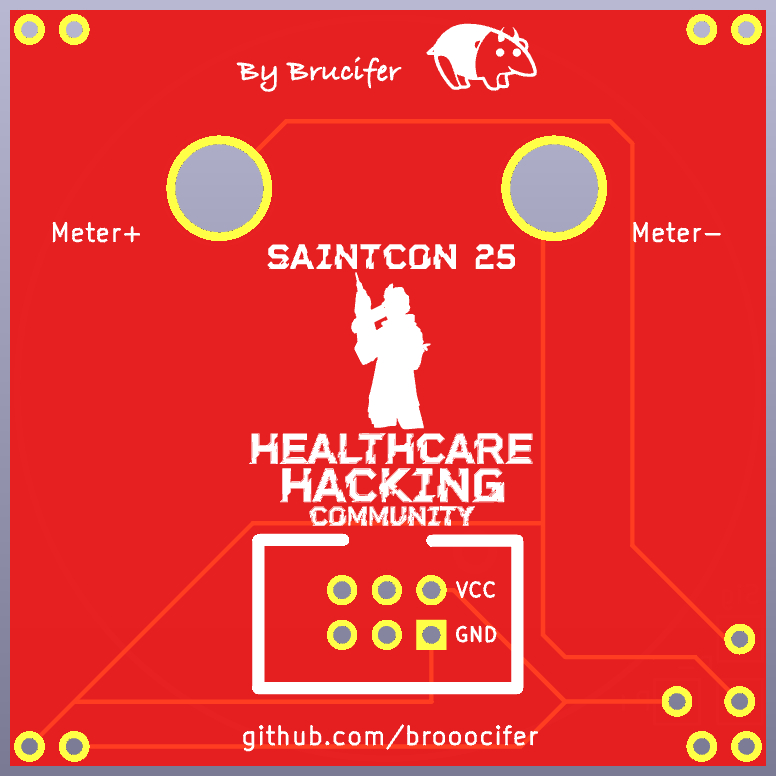 By Brucifer
Meter+
Meter-
SAINTCON 25
HEALTHCARE
HACKING
COMMUNITY
VCC
GND
github.com/brooocifer